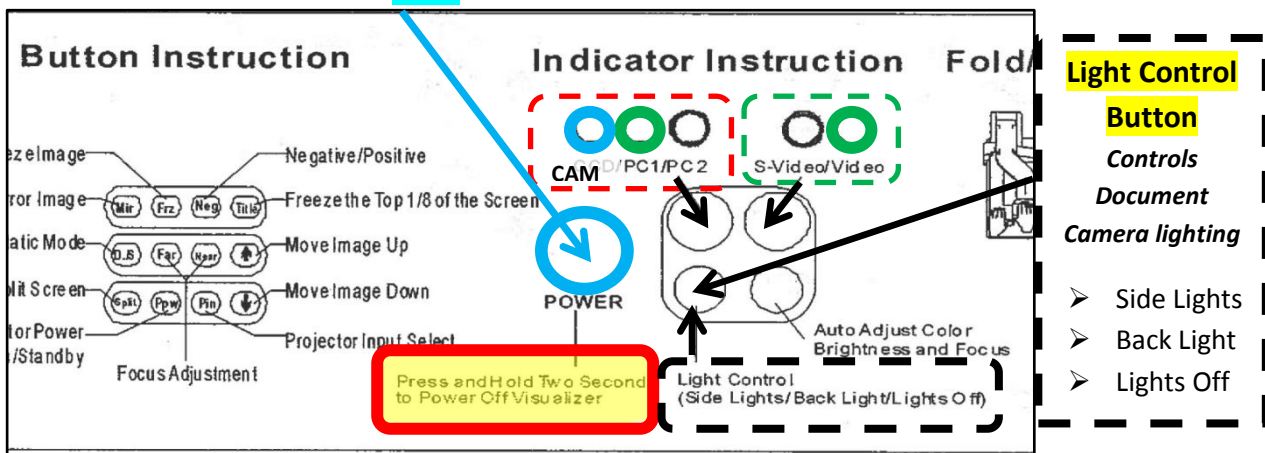 Button Instruction
Indicator Instruction
Fold/
ezeImage
Negative/Positive
ror Image
Mir Frz Neg Title
Freeze the Top 1/8 of the Screen
atic Mode
D.S Far Near
Move Image Up
lit Screen
Split Ppw Pin
Move Image Down
tor Power
s/Standby
Projector Input Select
Focus Adjustment
CAM
CCD/PC1/PC2
S-Video/Video
POWER
Auto Adjust Color
Brightness and Focus
Press and Hold Two Second
to Power Off Visualizer
Light Control
(Side Lights/Back Light/Lights Off)
Light Control
Button
Controls
Document
Camera lighting
Side Lights
Back Light
Lights Off